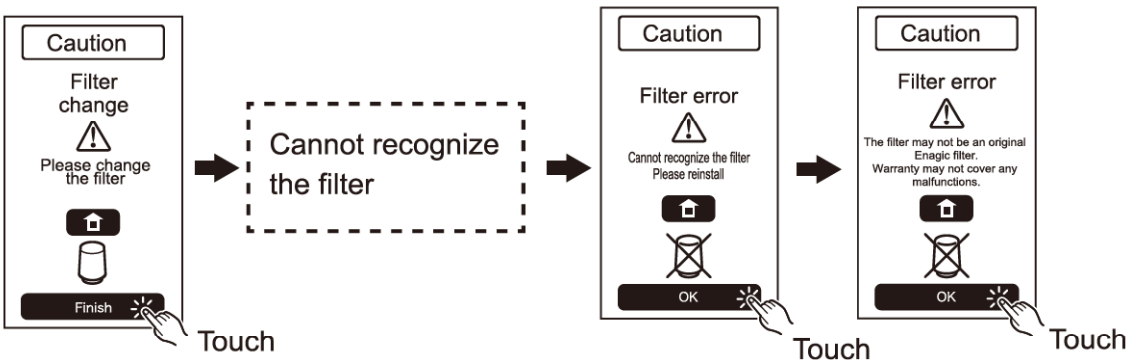 Caution
Filter
change
Please change
the filter
Finish
Touch
Cannot recognize
the filter
Caution
Filter error
Cannot recognize the filter
Please reinstall
OK
Touch
Caution
Filter error
The filter may not be an original
Enagic filter.
Warranty may not cover any
malfunctions.
OK
Touch